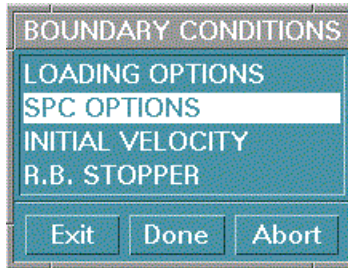 BOUNDARY CONDITIONS
LOADING OPTIONS
SPC OPTIONS
INITIAL VELOCITY
R.B. STOPPER
Exit Done Abort